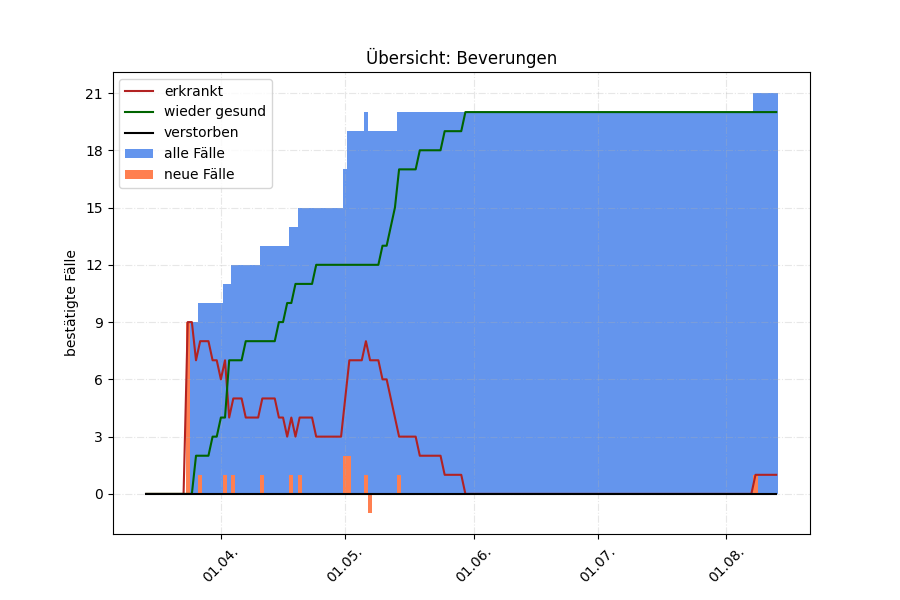 Übersicht: Beverungen
erkrankt
wieder gesund
verstorben
alle Fälle
neue Fälle
bestätigte Fälle
21
18
15
12
9
6
3
0
01.04.
01.05.
01.06.
01.07.
01.08.